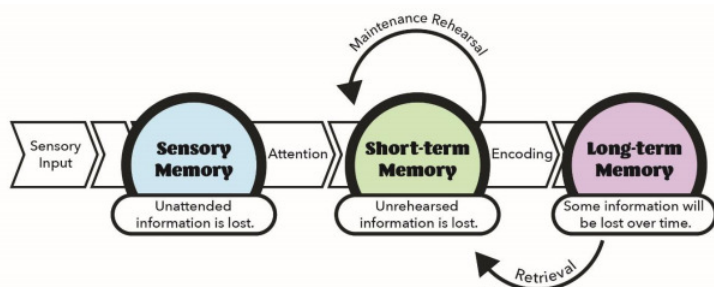 Maintenance Rehearsal
Sensory
Input
Sensory
Memory
Attention
Short-term
Memory
Encoding
Long-term
Memory
Unattended
information is lost.
Unrehearsed
information is lost.
Some information will
be lost over time.
Retrieval